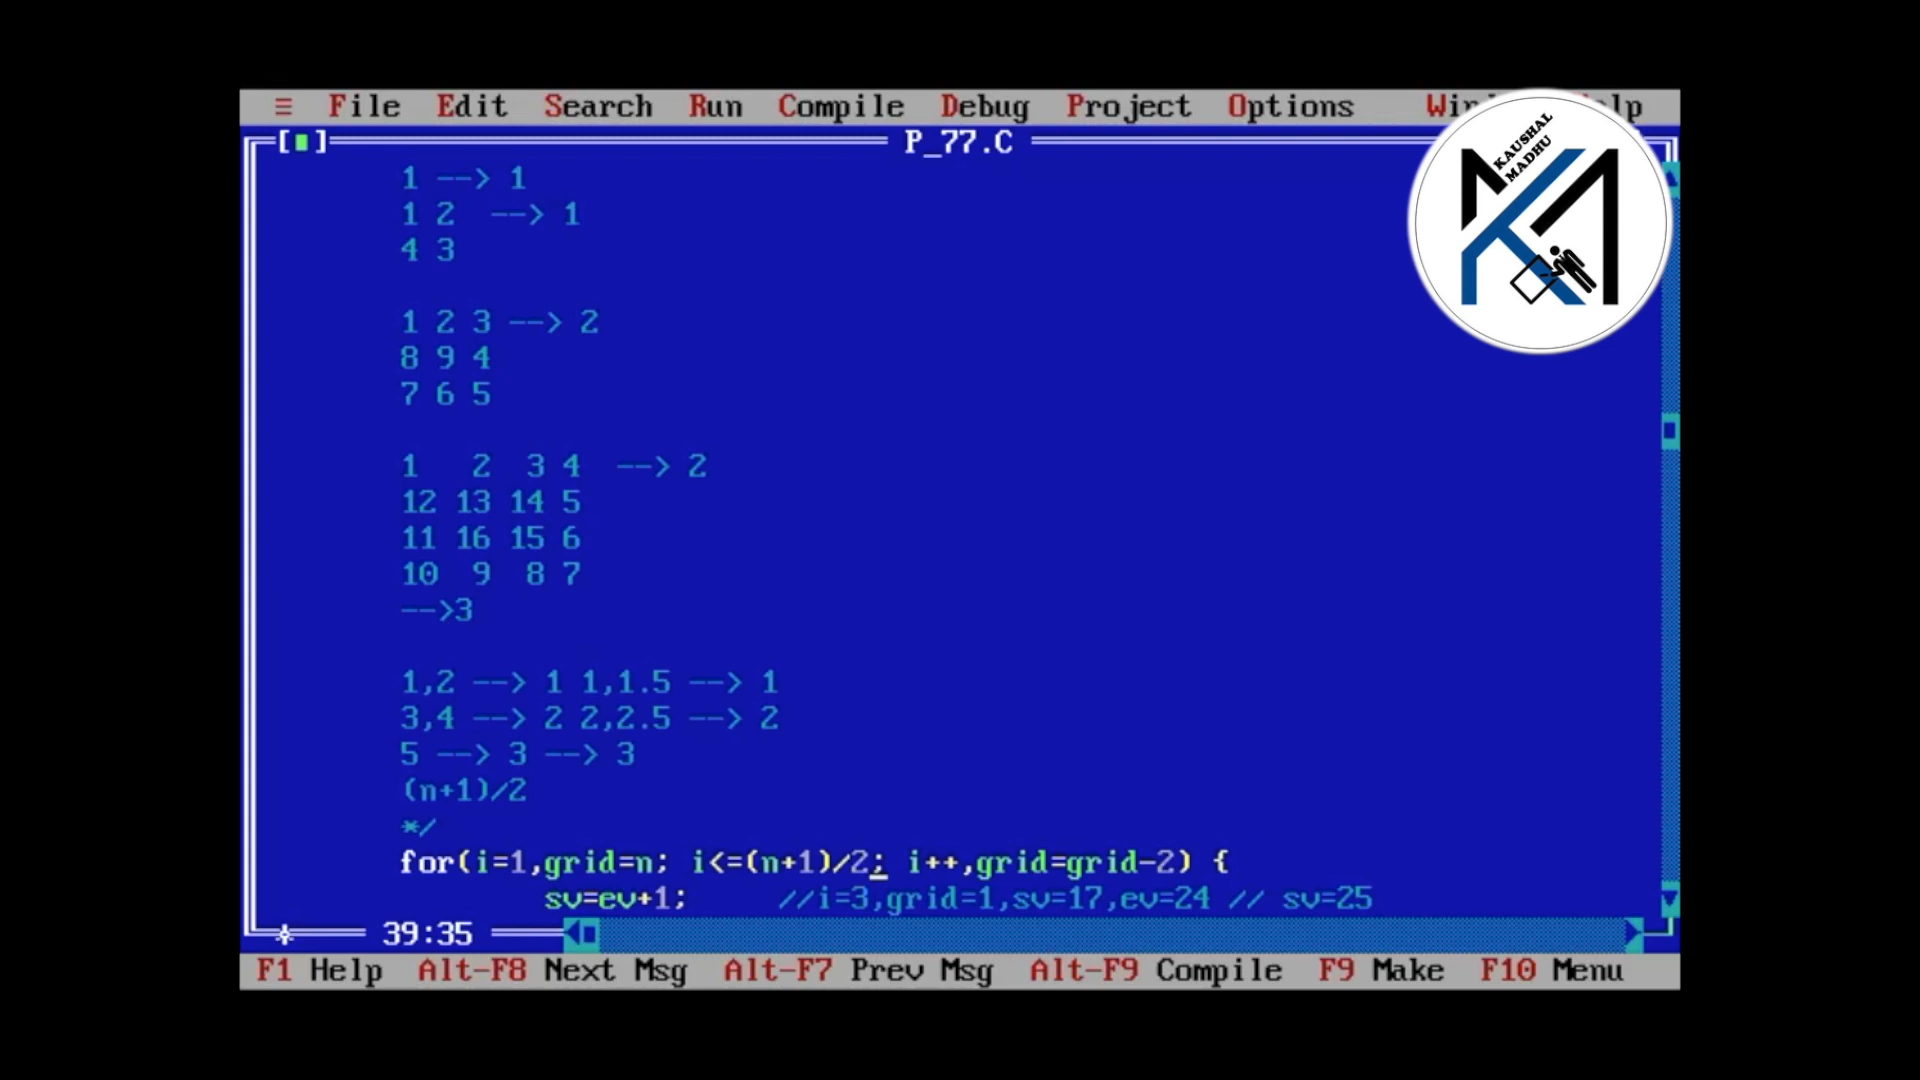 ≡ File Edit Search Run Compile Debug Project Options
[■] P_77.C
KAUSHAL
MADHU
1 --> 1
1 2 --> 1
4 3
1 2 3 --> 2
8 9 4
7 6 5
1 2 3 4 --> 2
12 13 14 5
11 16 15 6
10 9 8 7
-->3
1,2 --> 1 1,1.5 --> 1
3,4 --> 2 2,2.5 --> 2
5 --> 3 --> 3
(n+1)/2
*/
for(i=1,grid=n; i<=(n+1)/2; i++,grid=grid-2) {
sv=ev+1; //i=3,grid=1,sv=17,ev=24 // sv=25
39:35
F1 Help Alt-F8 Next Msg Alt-F7 Prev Msg Alt-F9 Compile F9 Make F10 Menu